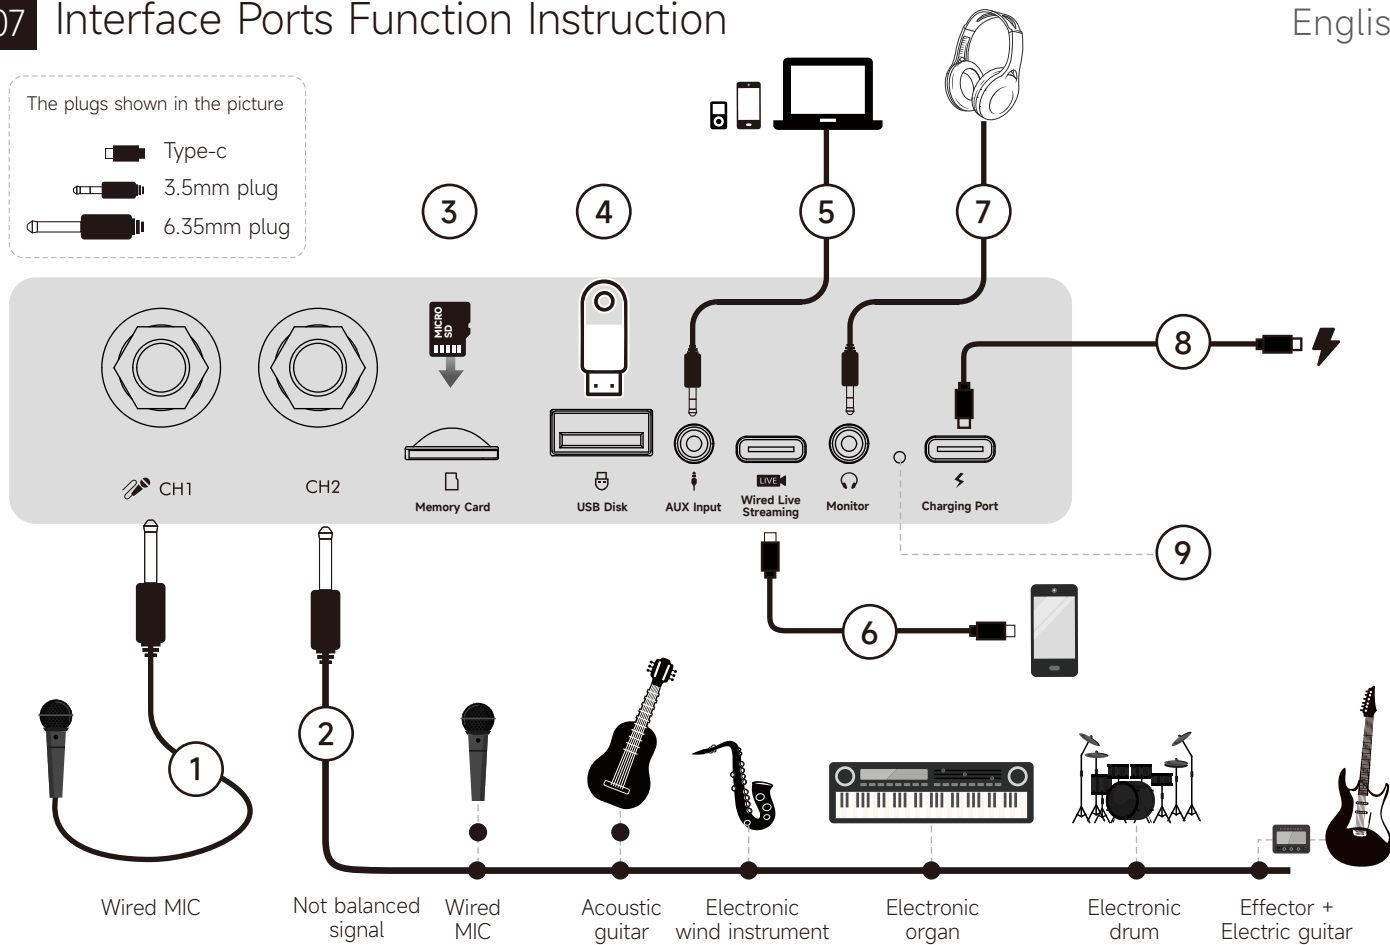 07 Interface Ports Function Instruction
Englis
The plugs shown in the picture
Type-c
3.5mm plug
6.35mm plug
3
4
5
7
8
MICRO
SD
CH1
CH2
Memory Card
USB Disk
AUX Input
LIVE
Wired Live
Streaming
Monitor
Charging Port
9
6
2
1
Wired MIC
Not balanced
signal
Wired
MIC
Acoustic
guitar
Electronic
wind instrument
Electronic
organ
Electronic
drum
Effector +
Electric guitar